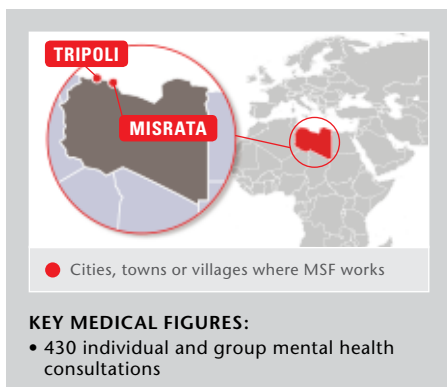 TRIPOLI
MISRATA
Cities, towns or villages where MSF works
KEY MEDICAL FIGURES:
• 430 individual and group mental health
consultations